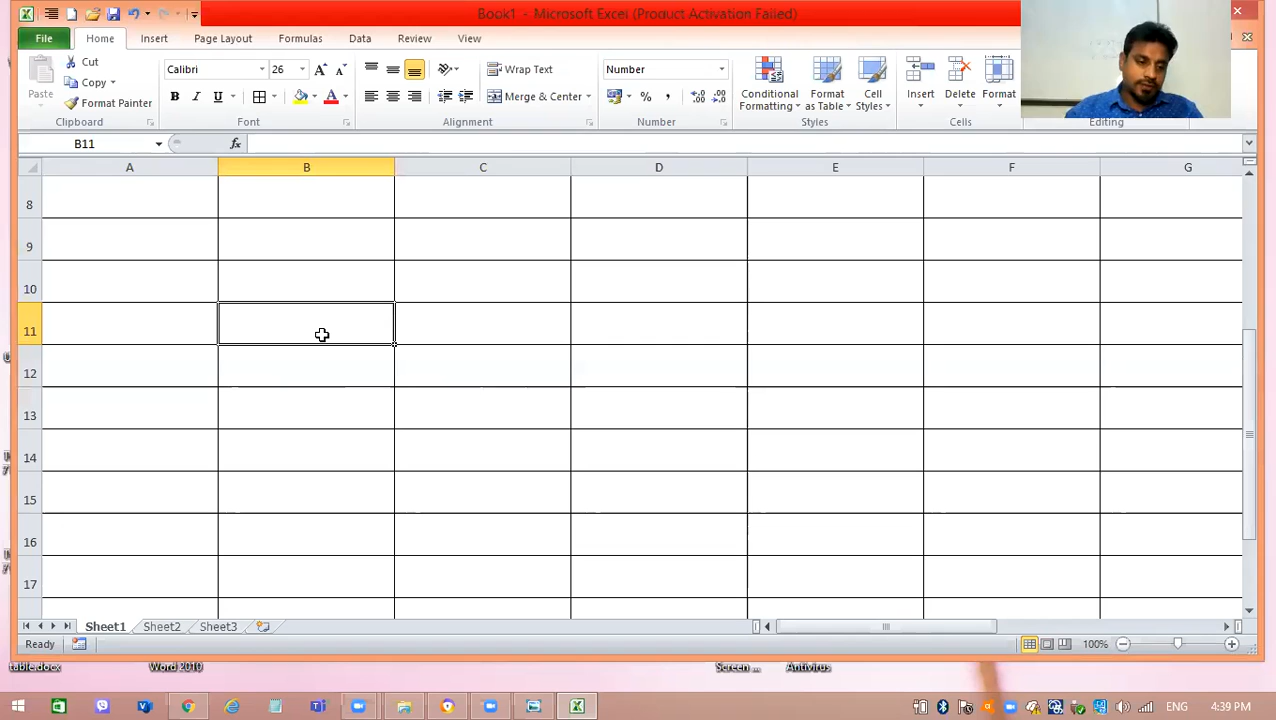 Book1 - Microsoft Excel (Product Activation Failed)
File Home Insert Page Layout Formulas Data Review View
Paste
Cut
Copy
Format Painter
Clipboard
Calibri 26
B I U
Font
Wrap Text
Merge & Center
Alignment
Number
%
Number
Conditional Formatting
Format as Table
Cell Styles
Styles
Insert Delete Format
Cells
Editing
B11 fx
A B C D E F G
8
9
10
11
12
13
14
15
16
17
Sheet1 Sheet2 Sheet3
Ready 100%
table.docx Word 2010 Screen ... Antivirus
ENG 4:39 PM